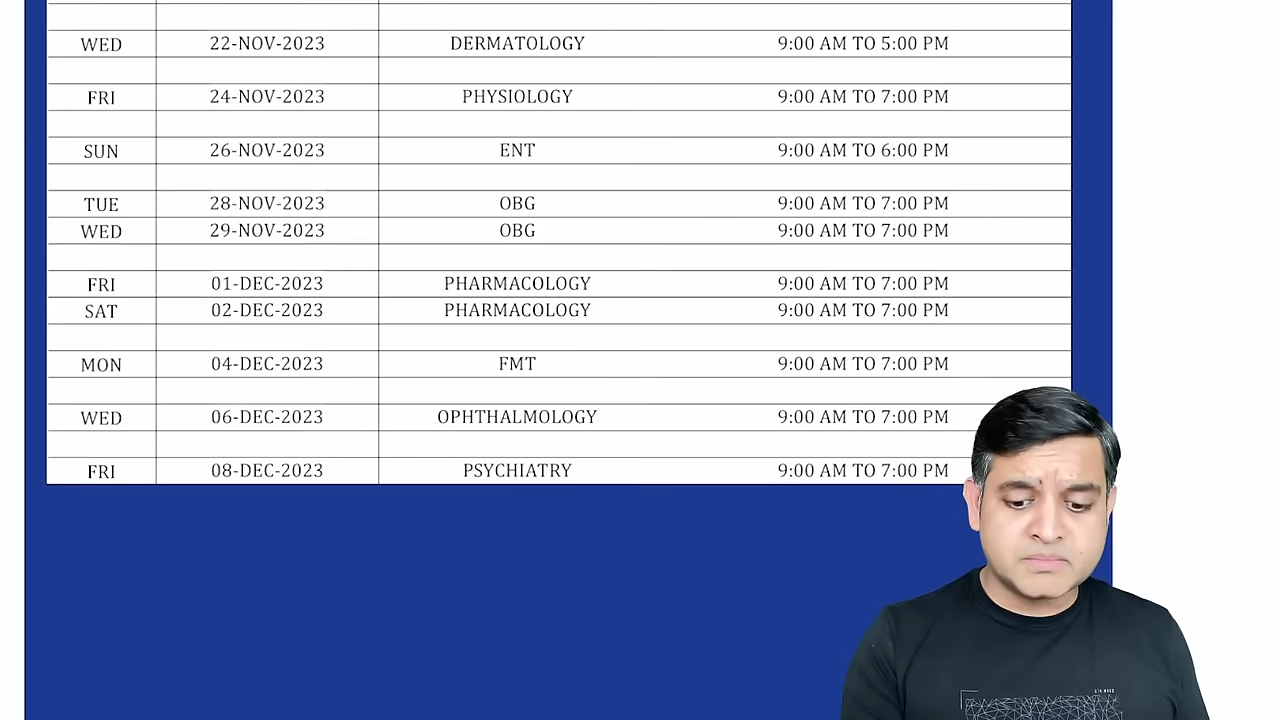 WED 22-NOV-2023 DERMATOLOGY 9:00 AM TO 5:00 PM
FRI 24-NOV-2023 PHYSIOLOGY 9:00 AM TO 7:00 PM
SUN 26-NOV-2023 ENT 9:00 AM TO 6:00 PM
TUE 28-NOV-2023 OBG 9:00 AM TO 7:00 PM
WED 29-NOV-2023 OBG 9:00 AM TO 7:00 PM
FRI 01-DEC-2023 PHARMACOLOGY 9:00 AM TO 7:00 PM
SAT 02-DEC-2023 PHARMACOLOGY 9:00 AM TO 7:00 PM
MON 04-DEC-2023 FMT 9:00 AM TO 7:00 PM
WED 06-DEC-2023 OPHTHALMOLOGY 9:00 AM TO 7:00 PM
FRI 08-DEC-2023 PSYCHIATRY 9:00 AM TO 7:00 PM